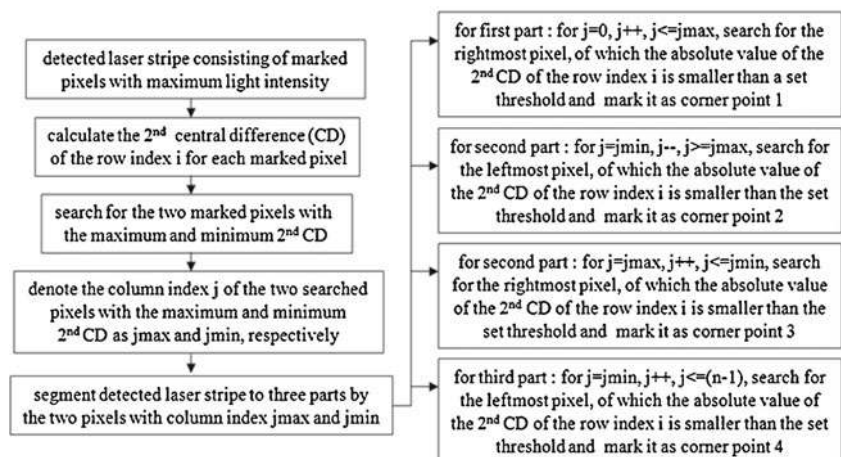 detected laser stripe consisting of marked
pixels with maximum light intensity
calculate the 2nd central difference (CD)
of the row index i for each marked pixel
search for the two marked pixels with
the maximum and minimum 2nd CD
denote the column index j of the two searched
pixels with the maximum and minimum
2nd CD as jmax and jmin, respectively
segment detected laser stripe to three parts by
the two pixels with column index jmax and jmin
for first part : for j=0, j++, j<=jmax, search for the
rightmost pixel, of which the absolute value of the
2nd CD of the row index i is smaller than a set
threshold and mark it as corner point 1
for second part : for j=jmin, j--, j>=jmax, search for
the leftmost pixel, of which the absolute value of
the 2nd CD of the row index i is smaller than the set
threshold and mark it as corner point 2
for second part : for j=jmax, j++, j<=jmin, search
for the rightmost pixel, of which the absolute value
of the 2nd CD of the row index i is smaller than the
set threshold and mark it as corner point 3
for third part : for j=jmin, j++, j<=(n-1), search for
the leftmost pixel, of which the absolute value of
the 2nd CD of the row index i is smaller than the set
threshold and mark it as corner point 4